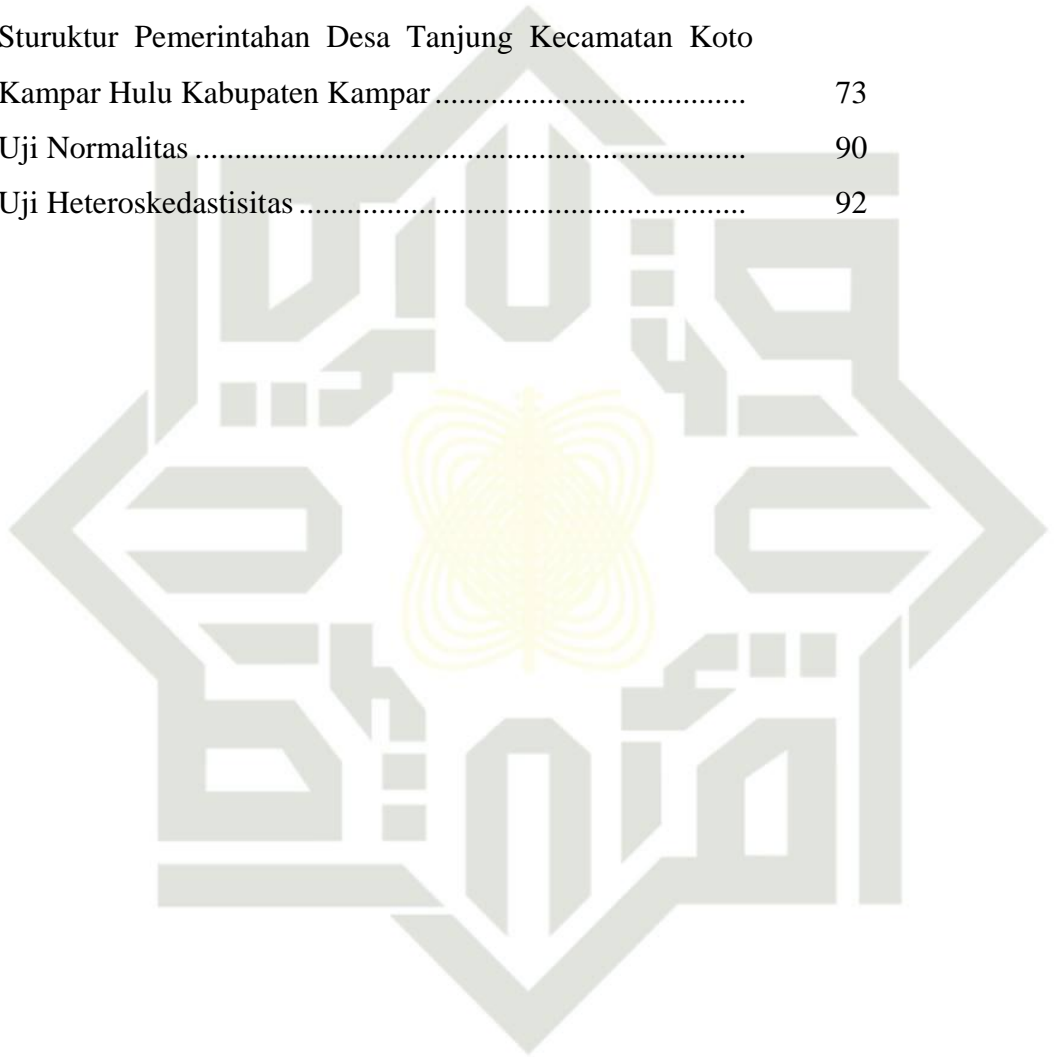 Sturuktur Pemerintahan Desa Tanjung Kecamatan Koto
Kampar Hulu Kabupaten Kampar ....................................... 73
Uji Normalitas ..................................................................... 90
Uji Heteroskedastisitas ........................................................ 92